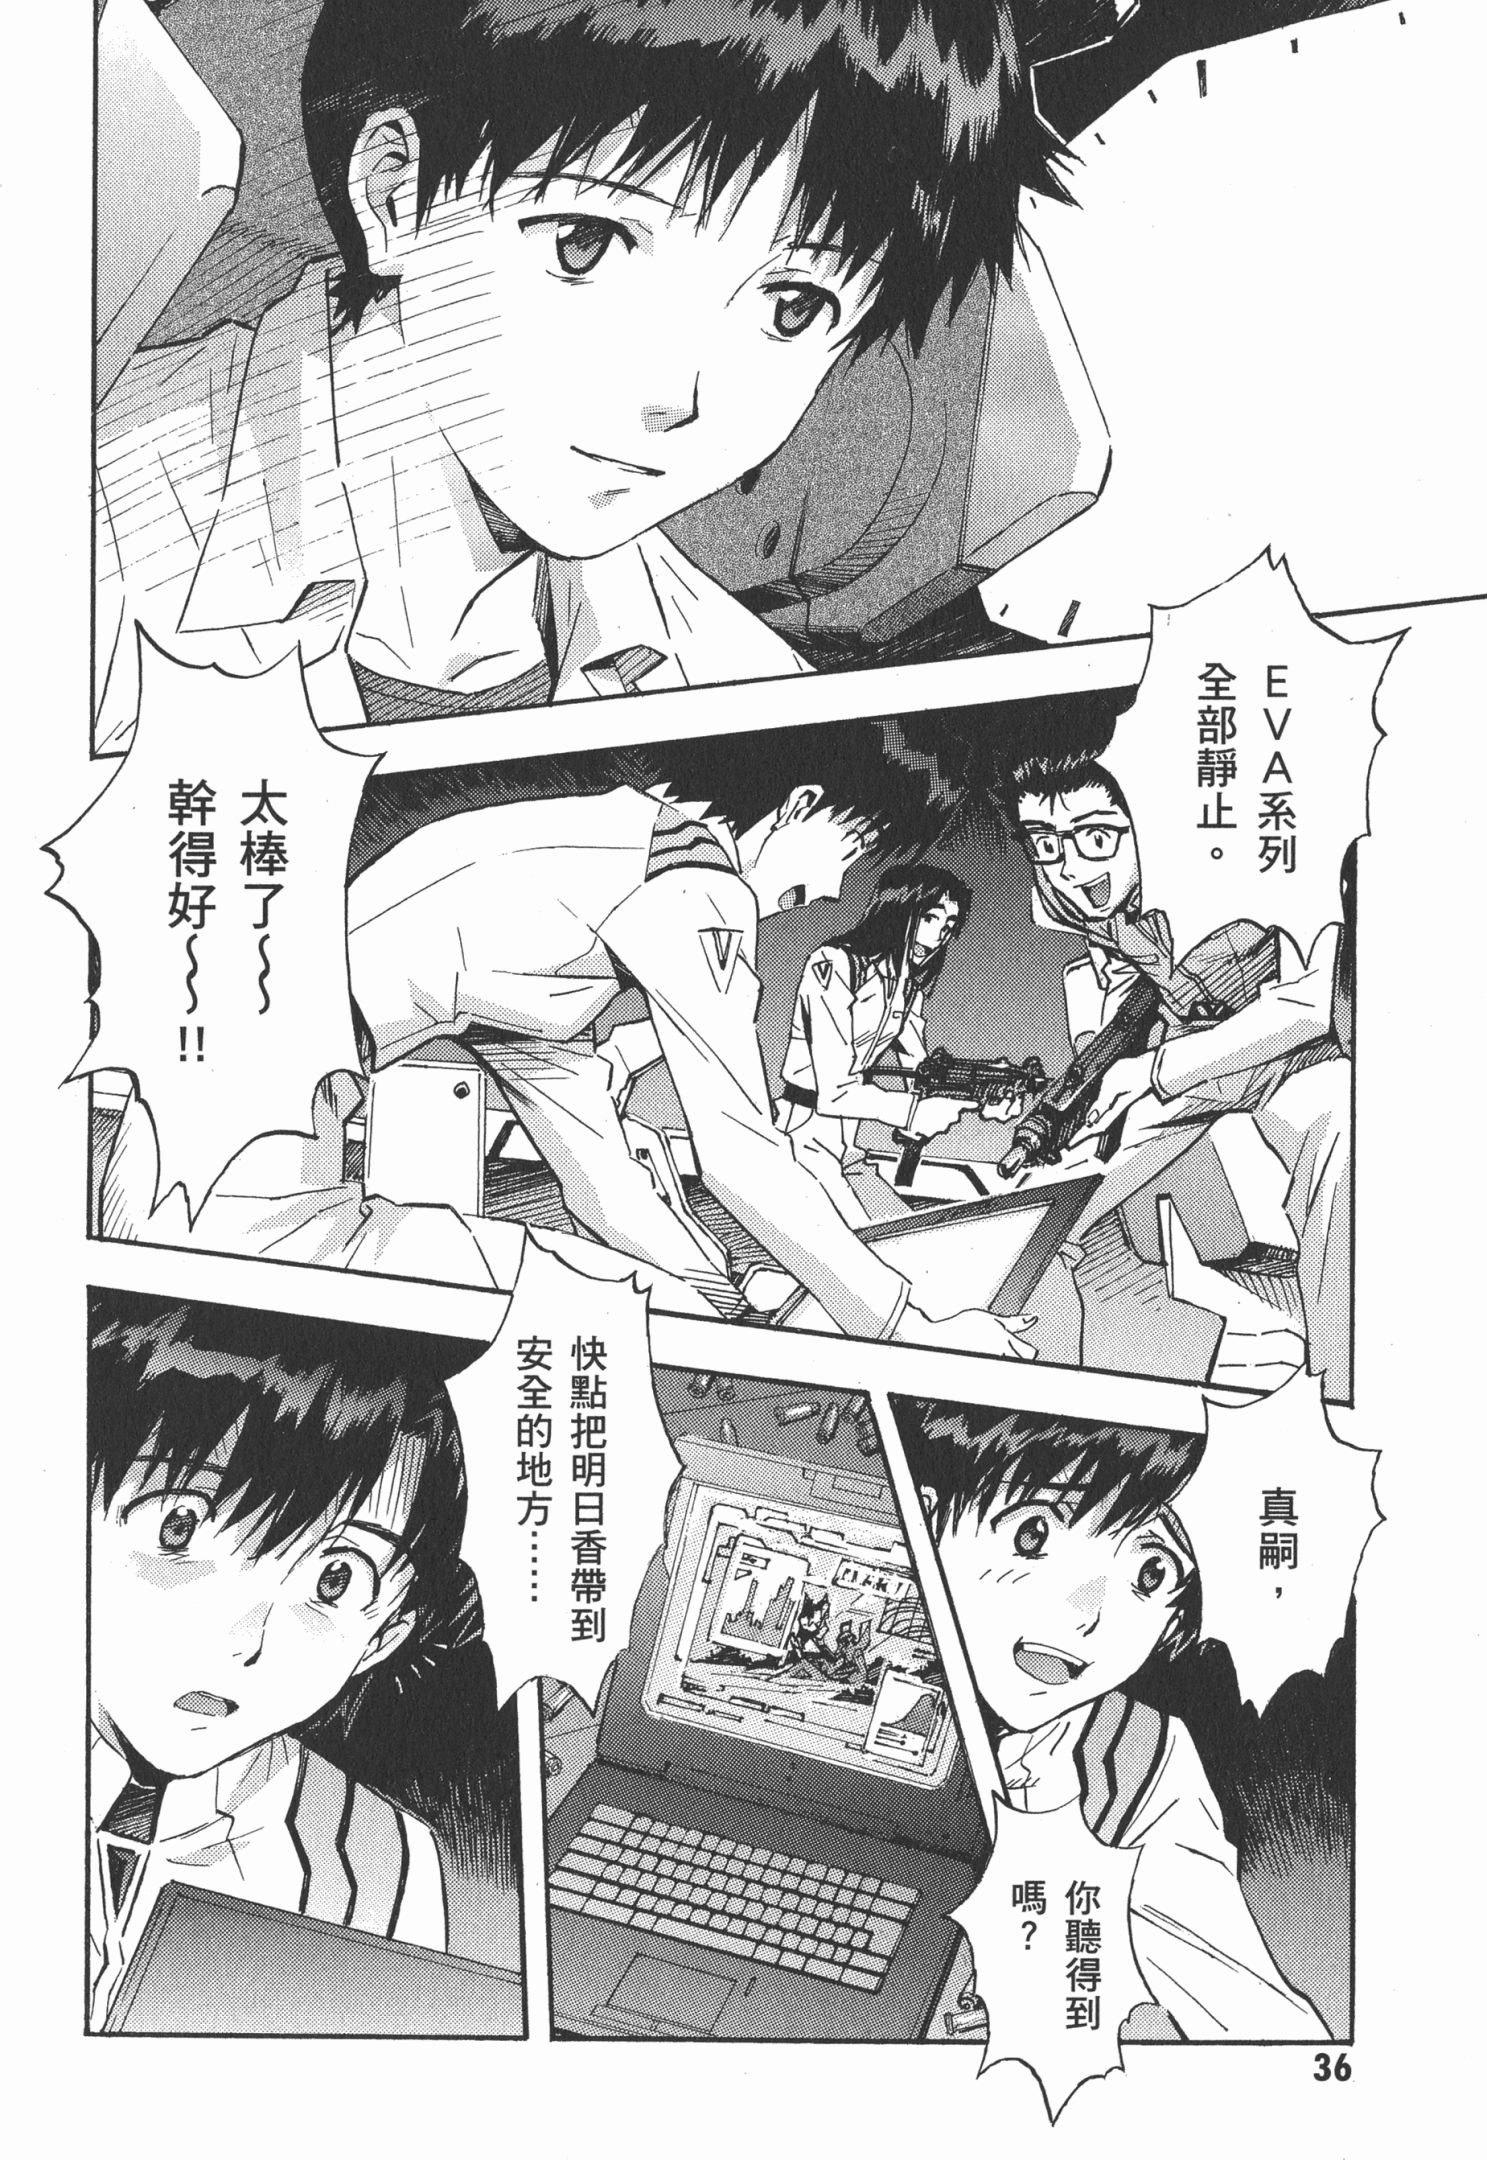 EVA系列
全部靜止。
太棒了～
幹得好～～!!
真嗣，
你聽得到
嗎？
快點把明日香帶到
安全的地方……
36